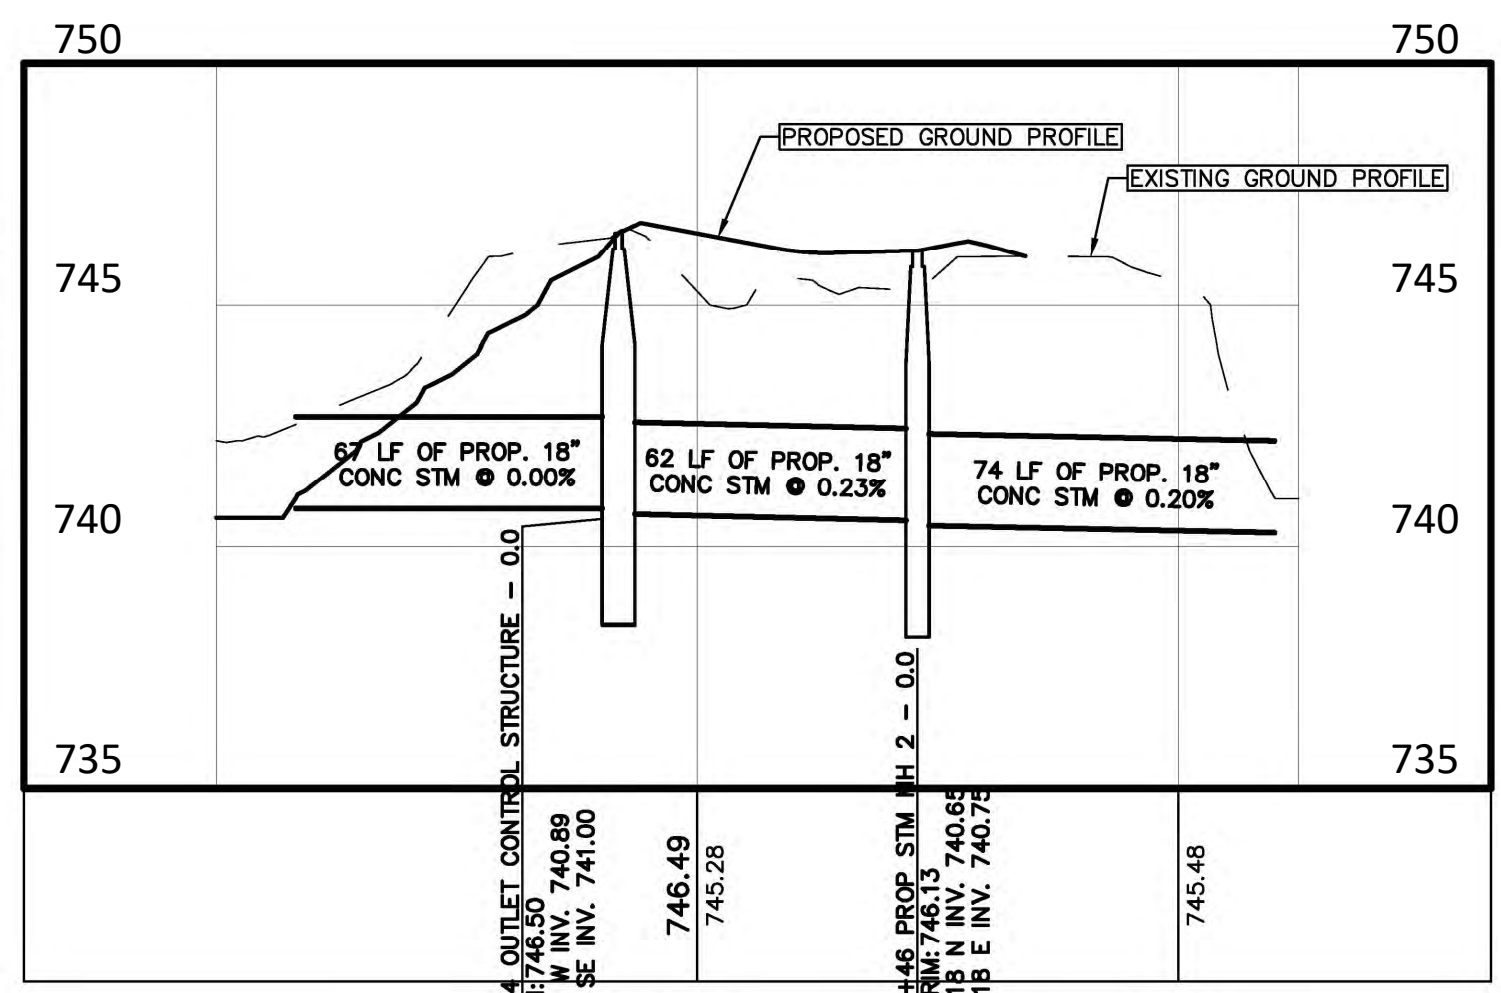 750
750
PROPOSED GROUND PROFILE
EXISTING GROUND PROFILE
745
745
67 LF OF PROP. 18"
CONC STM @ 0.00%
62 LF OF PROP. 18"
CONC STM @ 0.23%
74 LF OF PROP. 18"
CONC STM @ 0.20%
740
740
735
735
4 OUTLET CONTROL STRUCTURE - 0.0
:746.50
W INV. 740.89
SE INV. 741.00
746.49
745.28
+46 PROP STM MH 2 - 0.0
RIM: 746.13
18 N INV. 740.65
18 E INV. 740.75
745.48